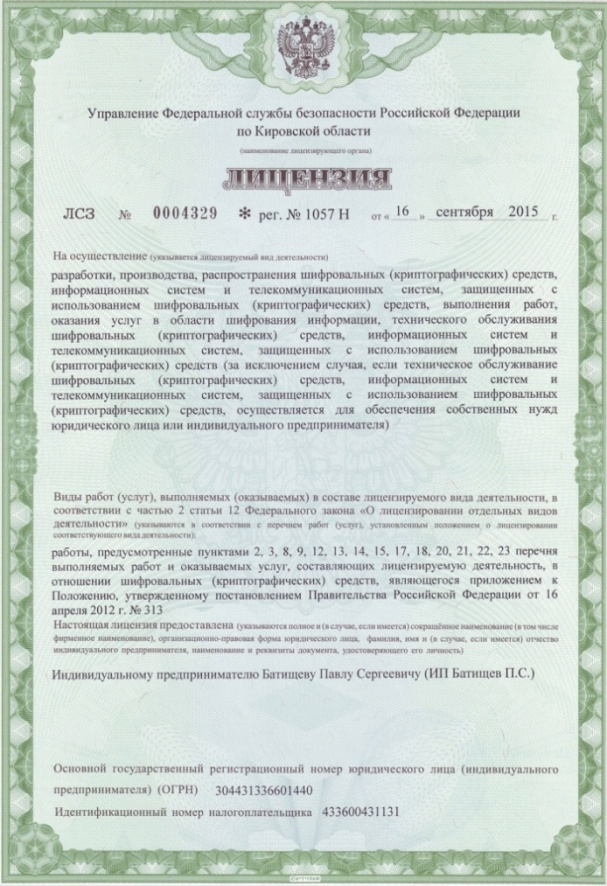 Управление Федеральной службы безопасности Российской Федерации
по Кировской области
(наименование лицензирующего органа)
ЛИЦЕНЗИЯ
ЛСЗ № 0004329 * рег. № 1057 Н от « 16 » сентября 2015 г.
На осуществление (указывается лицензируемый вид деятельности)
разработки, производства, распространения шифровальных (криптографических) средств,
информационных систем и телекоммуникационных систем, защищенных с
использованием шифровальных (криптографических) средств, выполнения работ,
оказания услуг в области шифрования информации, технического обслуживания
шифровальных (криптографических) средств, информационных систем и
телекоммуникационных систем, защищенных с использованием шифровальных
(криптографических) средств (за исключением случая, если техническое обслуживание
шифровальных (криптографических) средств, информационных систем и
телекоммуникационных систем, защищенных с использованием шифровальных
(криптографических) средств, осуществляется для обеспечения собственных нужд
юридического лица или индивидуального предпринимателя)
Виды работ (услуг), выполняемых (оказываемых) в составе лицензируемого вида деятельности, в
соответствии с частью 2 статьи 12 Федерального закона «О лицензировании отдельных видов
деятельности» (указываются в соответствии с перечнем работ (услуг), установленным положением о лицензировании
соответствующего вида деятельности):
работы, предусмотренные пунктами 2, 3, 8, 9, 12, 13, 14, 15, 17, 18, 20, 21, 22, 23 перечня
выполняемых работ и оказываемых услуг, составляющих лицензируемую деятельность, в
отношении шифровальных (криптографических) средств, являющегося приложением к
Положению, утвержденному постановлением Правительства Российской Федерации от 16
апреля 2012 г. № 313
Настоящая лицензия предоставлена (указываются полное и (в случае, если имеется) сокращённое наименование (в том числе
фирменное наименование), организационно-правовая форма юридического лица, фамилия, имя и (в случае, если имеется) отчество
индивидуального предпринимателя, наименование и реквизиты документа, удостоверяющего его личность)
Индивидуальному предпринимателю Батищеву Павлу Сергеевичу (ИП Батищев П.С.)
Основной государственный регистрационный номер юридического лица (индивидуального
предпринимателя) (ОГРН) 304431336601440
Идентификационный номер налогоплательщика 433600431131